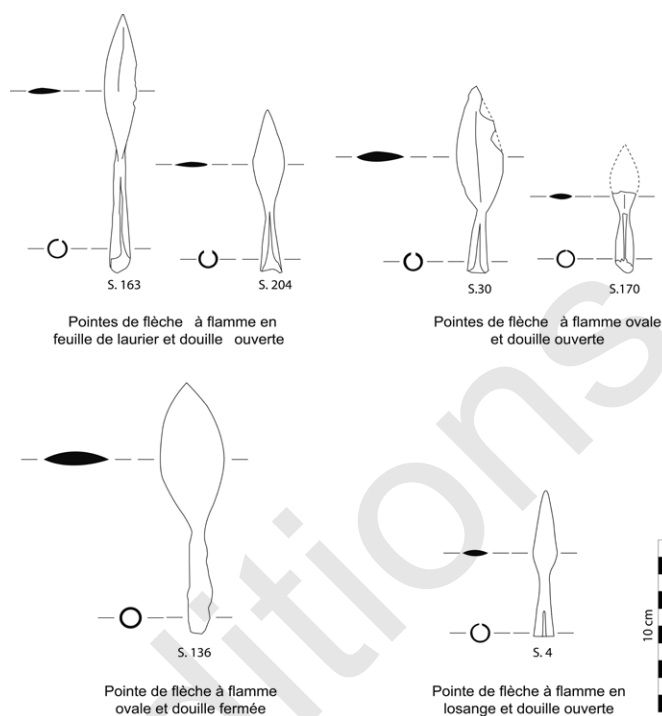 S. 163
S. 204
S.30
S.170
Pointes de flèche à flamme en
feuille de laurier et douille ouverte
Pointes de flèche à flamme ovale
et douille ouverte
S. 136
S. 4
10 cm
Pointe de flèche à flamme
ovale et douille fermée
Pointe de flèche à flamme en
losange et douille ouverte
ditions